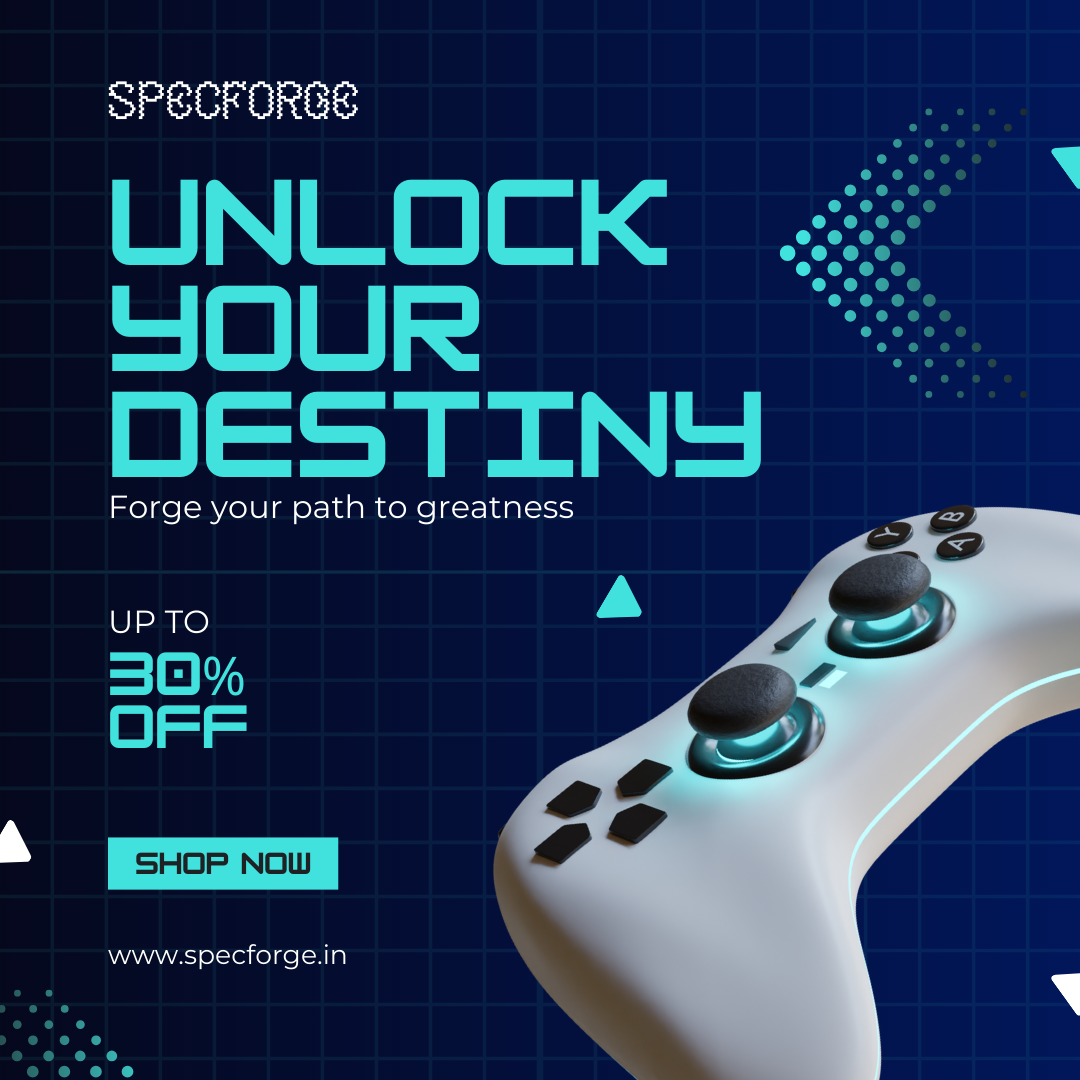 SPECFORGE
UNLOCK
YOUR
DESTINY
Forge your path to greatness
UP TO
30%
OFF
SHOP NOW
www.specforge.in
Y
B
A